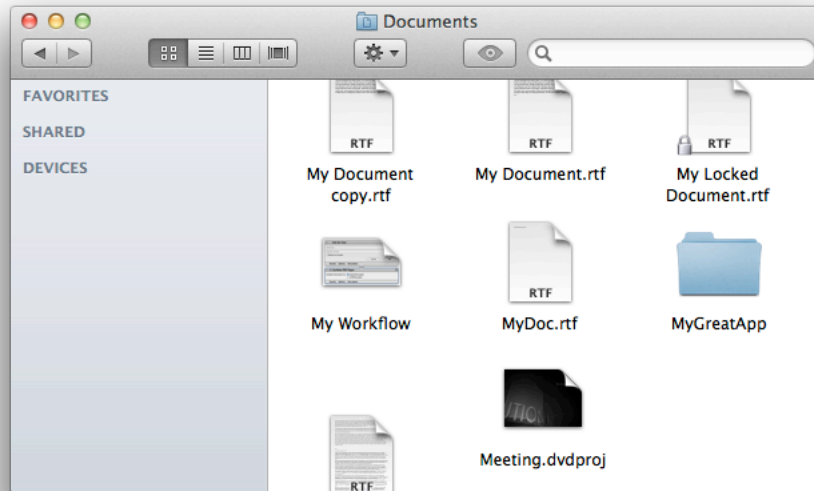 Documents
FAVORITES
SHARED
DEVICES
RTF
RTF
RTF
My Document
copy.rtf
My Document.rtf
My Locked
Document.rtf
RTF
My Workflow
MyDoc.rtf
MyGreatApp
UTION
Meeting.dvdproj
RTF